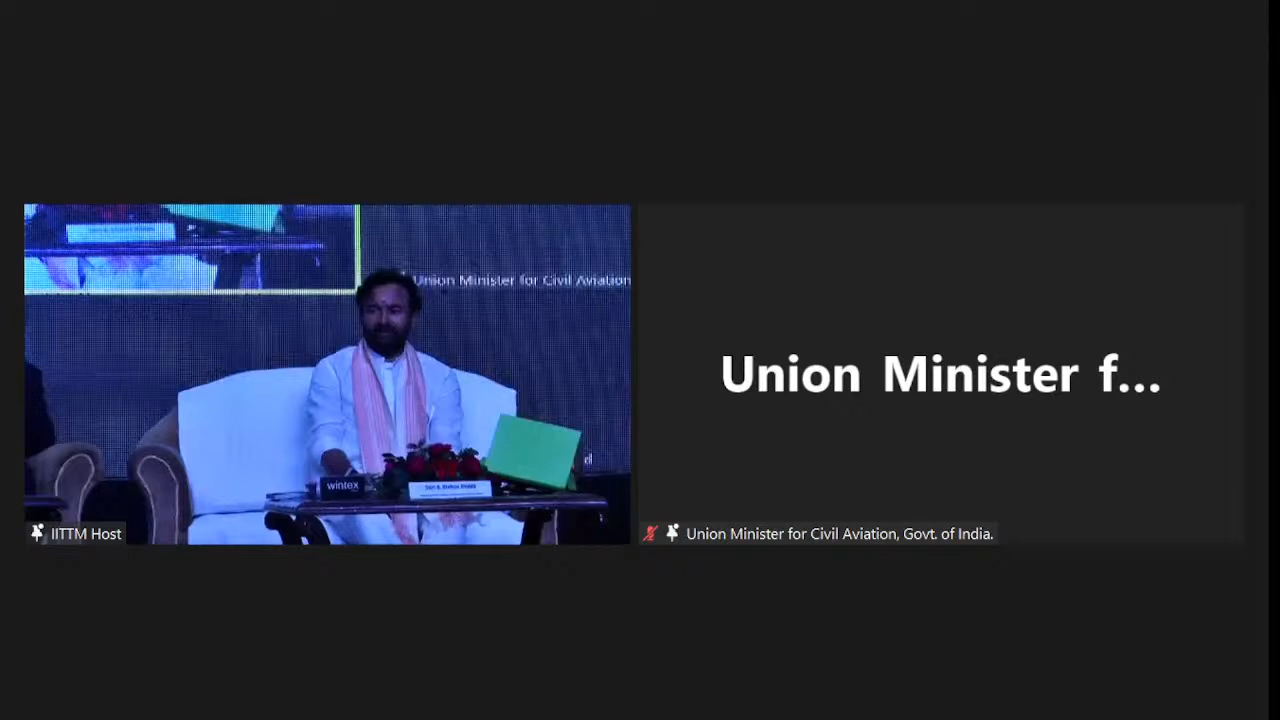 Union Minister for Civil Aviation
wintex
IITTM Host
Union Minister f...
Union Minister for Civil Aviation, Govt. of India.